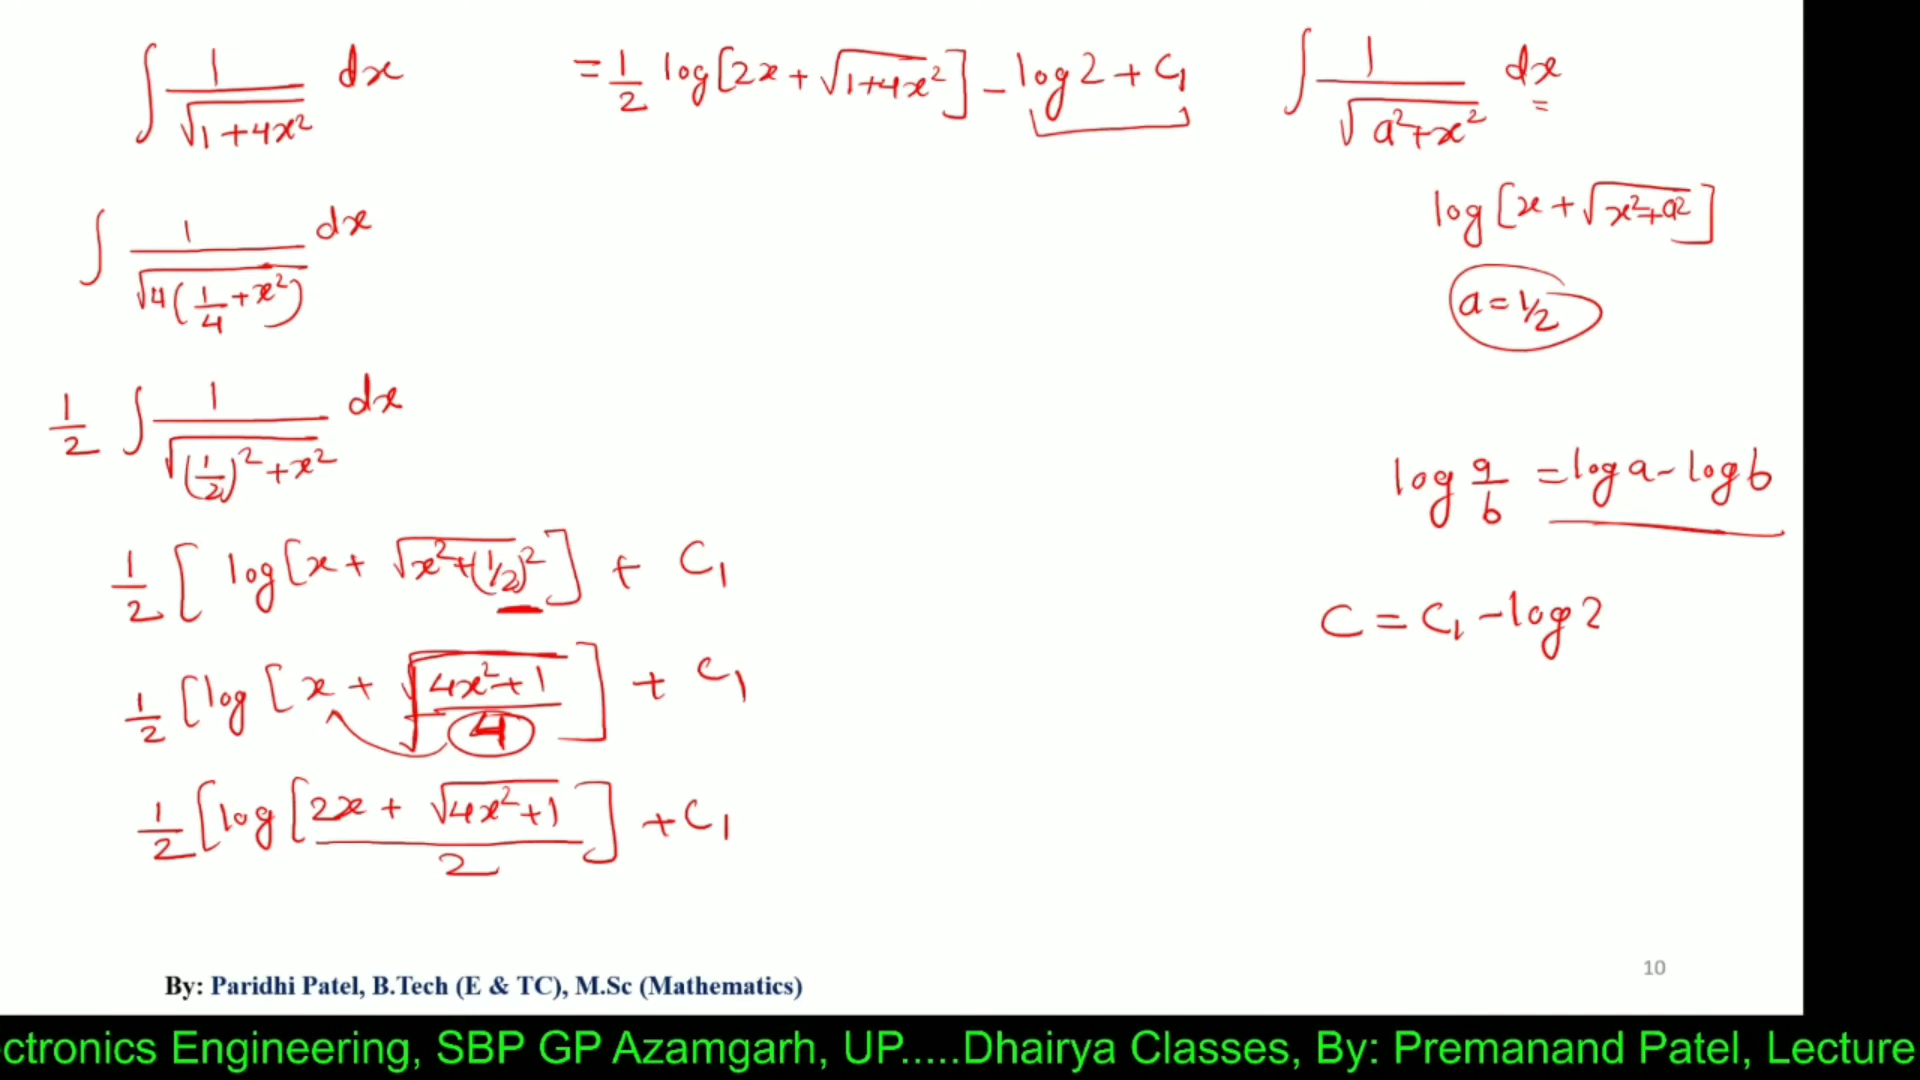 ∫ 1/√(1+4x²) dx
∫ 1/√(4(1/4+x²)) dx
1/2 ∫ 1/√((1/2)²+x²) dx
1/2 [ log[x + √(x²+(1/2)²] + C₁
1/2 [log [x + √((4x²+1)/4)] + C₁
1/2 [log [(2x + √(4x²+1))/2] + C₁
= 1/2 log[2x + √(1+4x²)] – log2 + C₁
∫ 1/√(a²+x²) dx
log[x + √(x²+a²)]
a = 1/2
log a/b = log a – log b
C = C₁ – log2
By: Paridhi Patel, B.Tech (E & TC), M.Sc (Mathematics)
10
ctronics Engineering, SBP GP Azamgarh, UP.....Dhairya Classes, By: Premanand Patel, Lecture